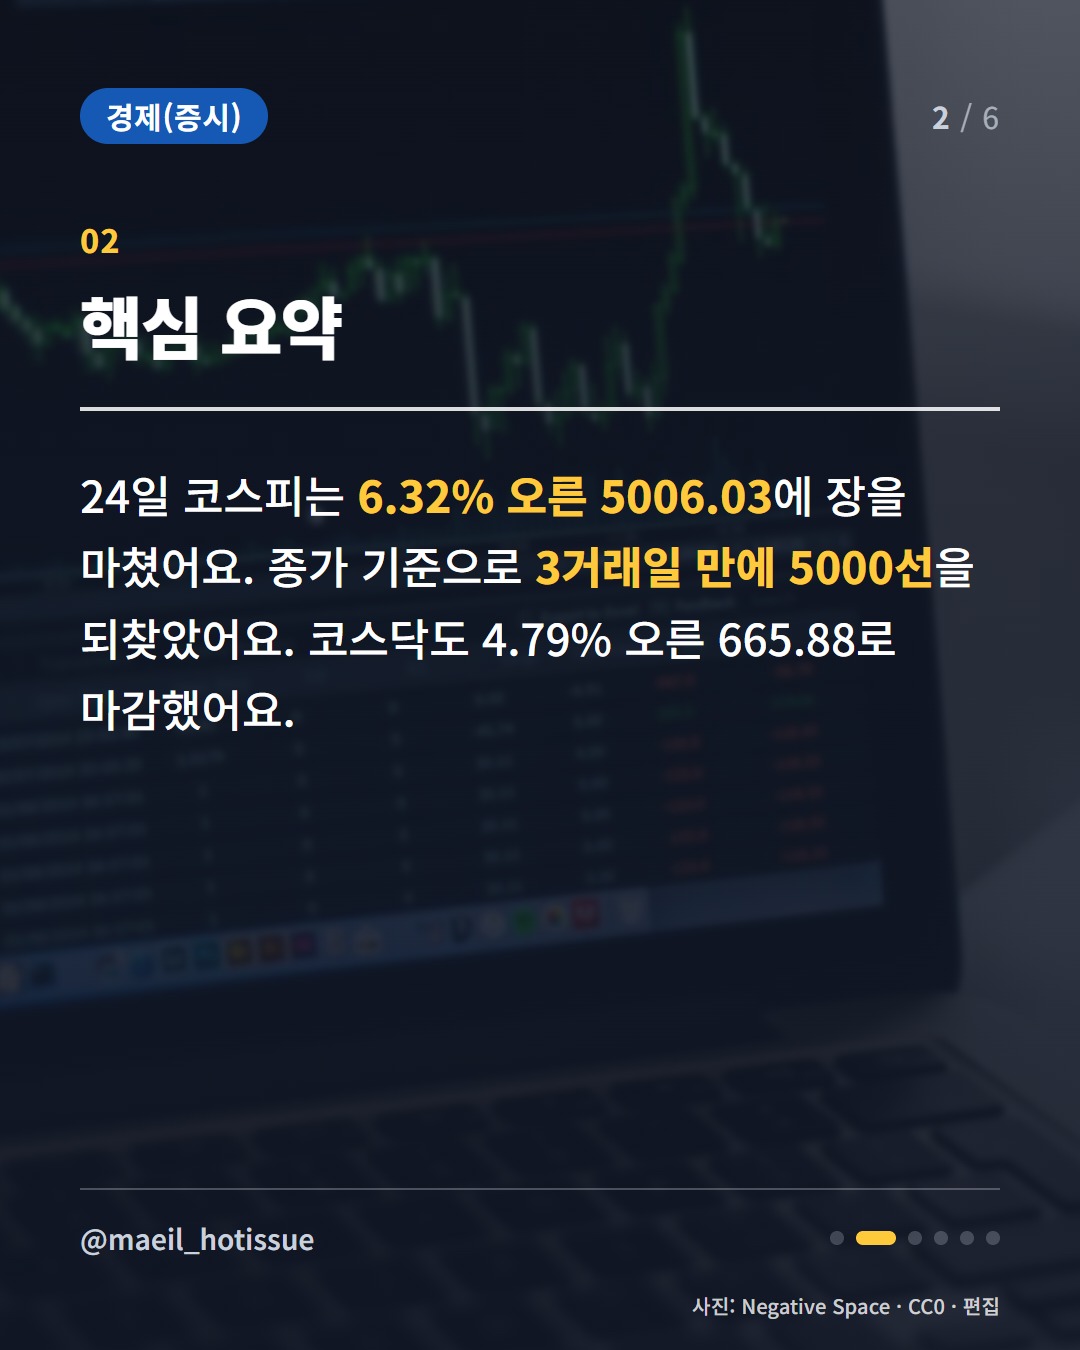 경제(증시)
2 / 6
02
핵심 요약
24일 코스피는 6.32% 오른 5006.03에 장을
마쳤어요. 종가 기준으로 3거래일 만에 5000선을
되찾았어요. 코스닥도 4.79% 오른 665.88로
마감했어요.
@maeil_hotissue
사진: Negative Space · CC0 · 편집